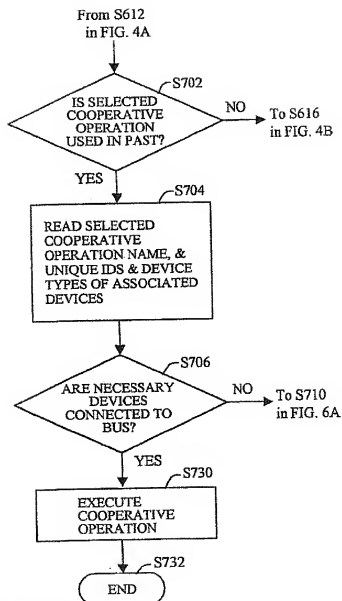 From S612
in FIG. 4A
S702
IS SELECTED
COOPERATIVE
OPERATION
USED IN PAST?
NO
To S616
in FIG. 4B
YES
S704
READ SELECTED
COOPERATIVE
OPERATION NAME, &
UNIQUE IDS & DEVICE
TYPES OF ASSOCIATED
DEVICES
S706
ARE NECESSARY
DEVICES
CONNECTED TO
BUS?
NO
To S710
in FIG. 6A
YES
S730
EXECUTE
COOPERATIVE
OPERATION
S732
END